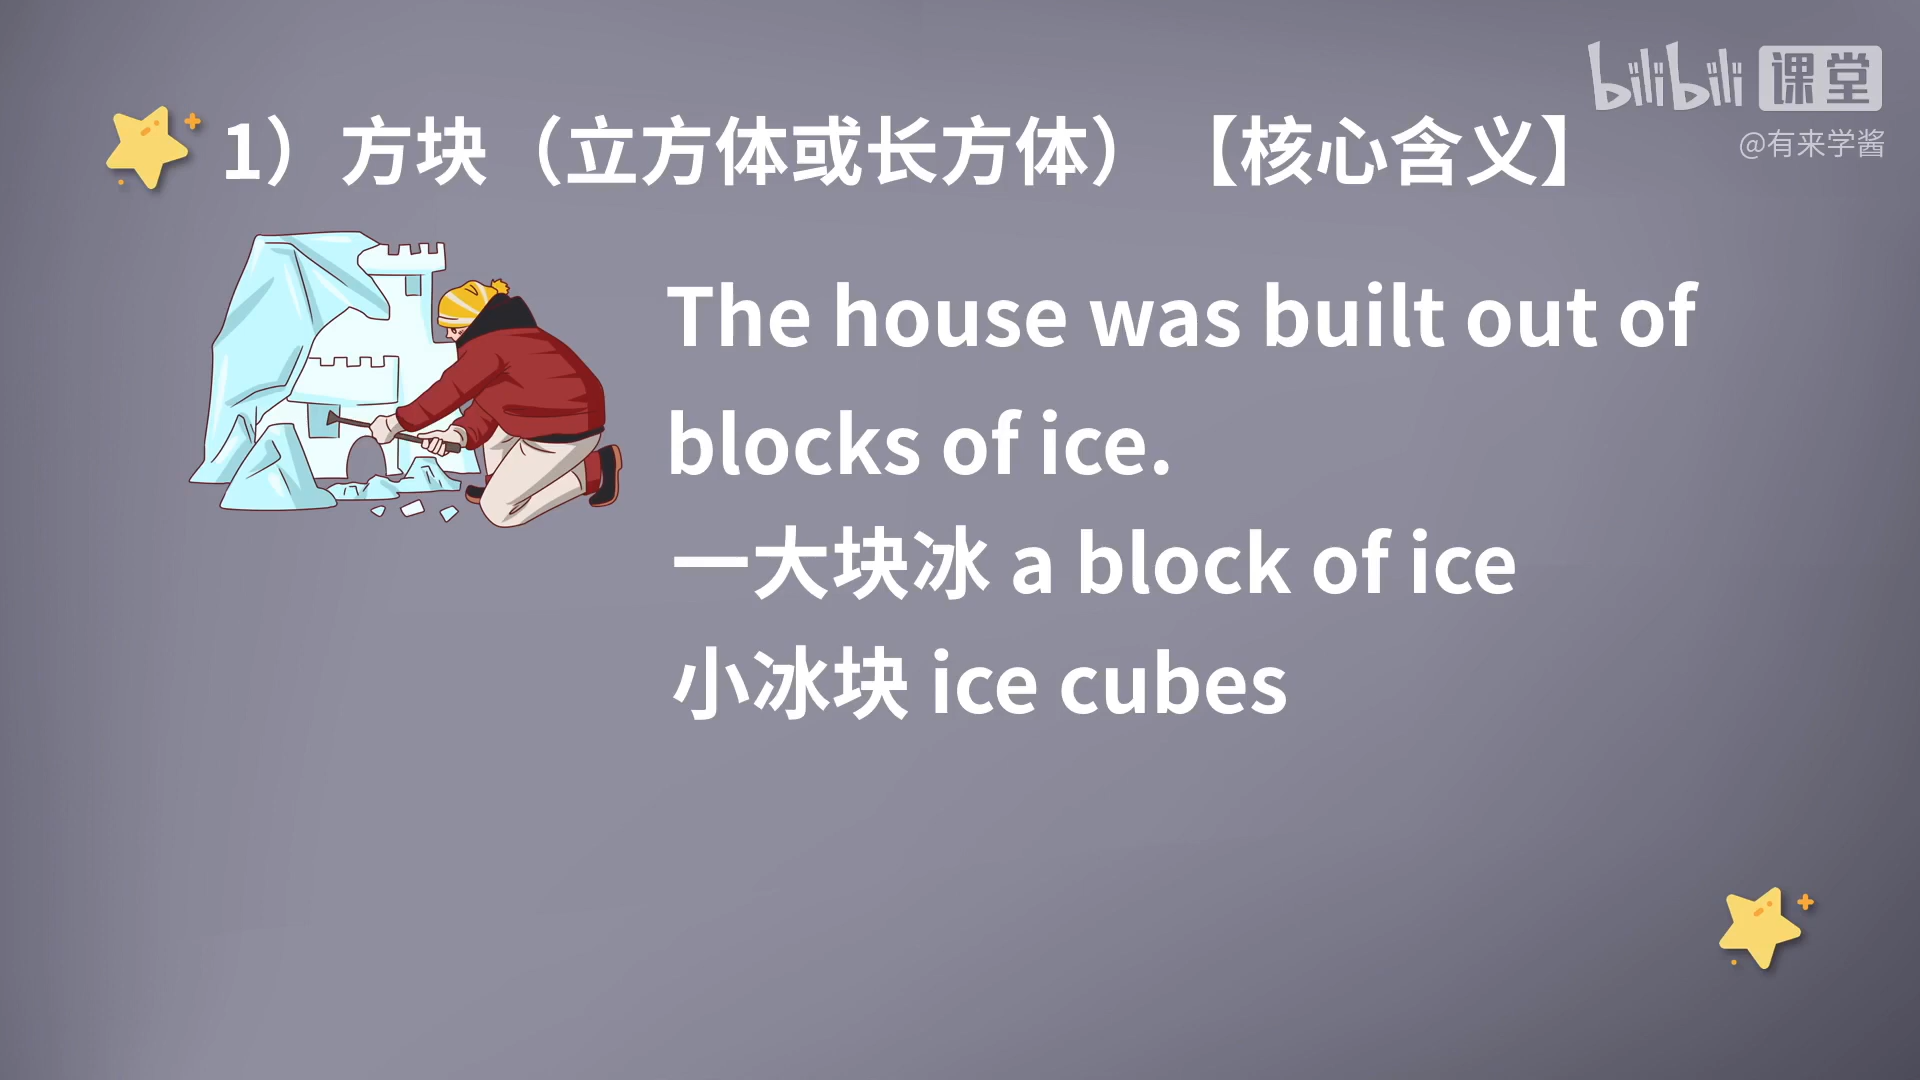 bilibili 课堂
@有来学酱
1）方块（立方体或长方体）【核心含义】
The house was built out of
blocks of ice.
一大块冰 a block of ice
小冰块 ice cubes